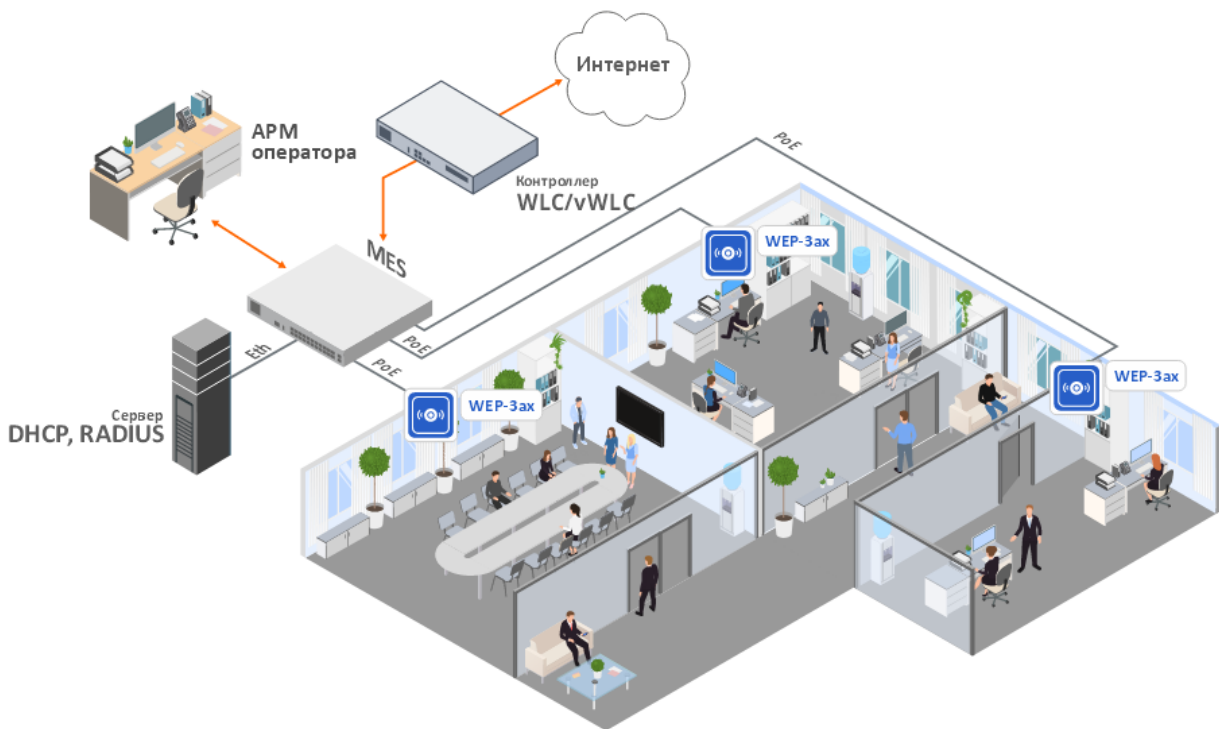 Интернет
АРМ
оператора
Контроллер
WLC/vWLC
PoE
MES
WEP-3ax
Eth
PoE
PoE
WEP-3ax
WEP-3ax
Сервер
DHCP, RADIUS